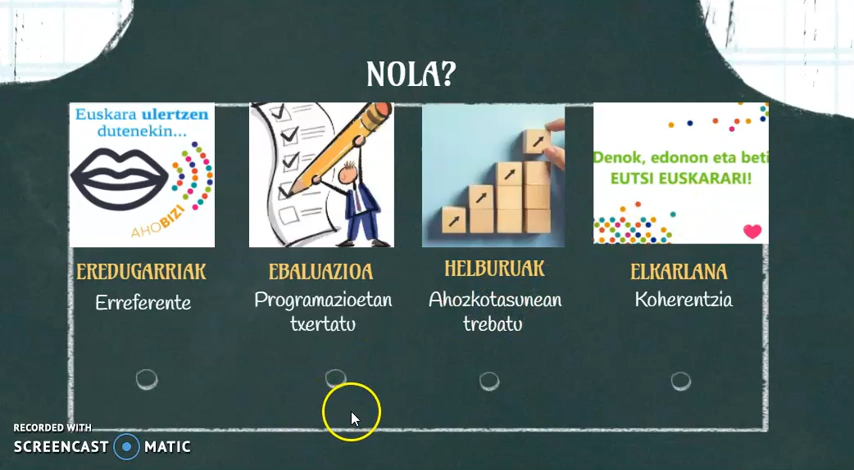 NOLA?
Euskara ulertzen
dutenekin...
AHOBIZI
Denok, edonon eta beti
EUTSI EUSKARARI!
EREDUGARRIAK
Erreferente
EBALUAZIOA
Programazioetan
txertatu
HELBURUAK
Ahozkotasunean
trebatu
ELKARLANA
Koherentzia
RECORDED WITH
SCREENCAST MATIC